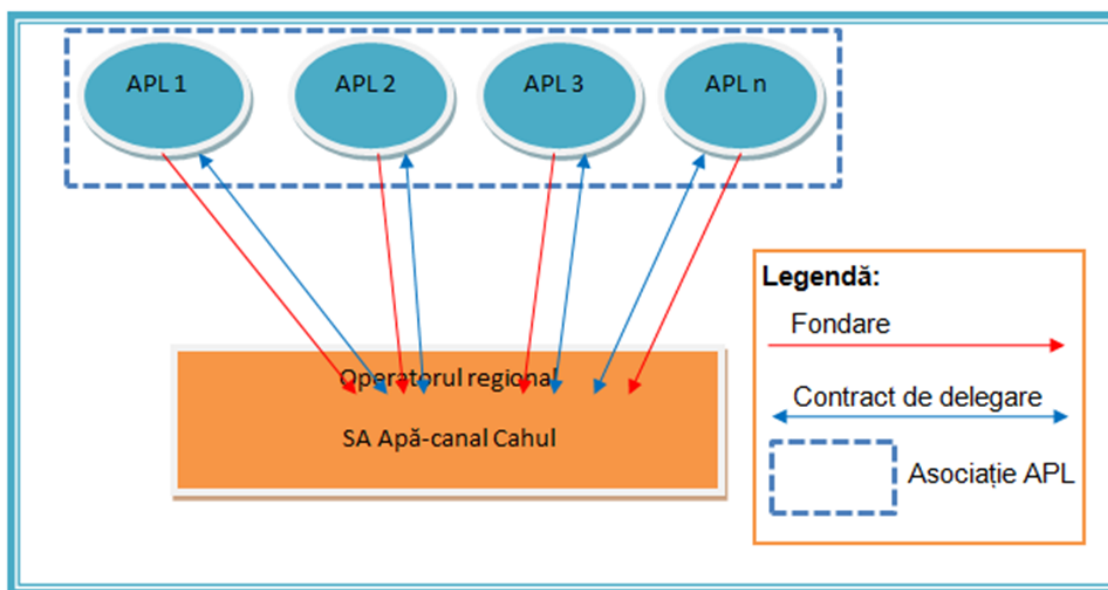 APL 1
APL 2
APL 3
APL n
Operatorul regional
SA Apă-canal Cahul
Legendă:
Fondare
Contract de delegare
Asociație APL